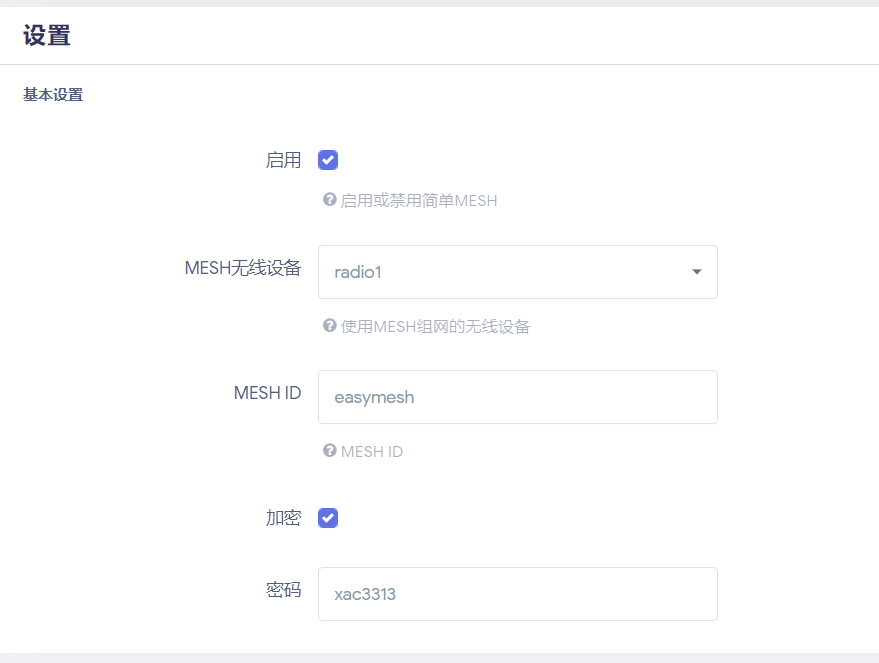 设置
基本设置
启用
启用或禁用简单MESH
MESH无线设备
radio1
使用MESH组网的无线设备
MESH ID
easymesh
MESH ID
加密
密码
xac3313